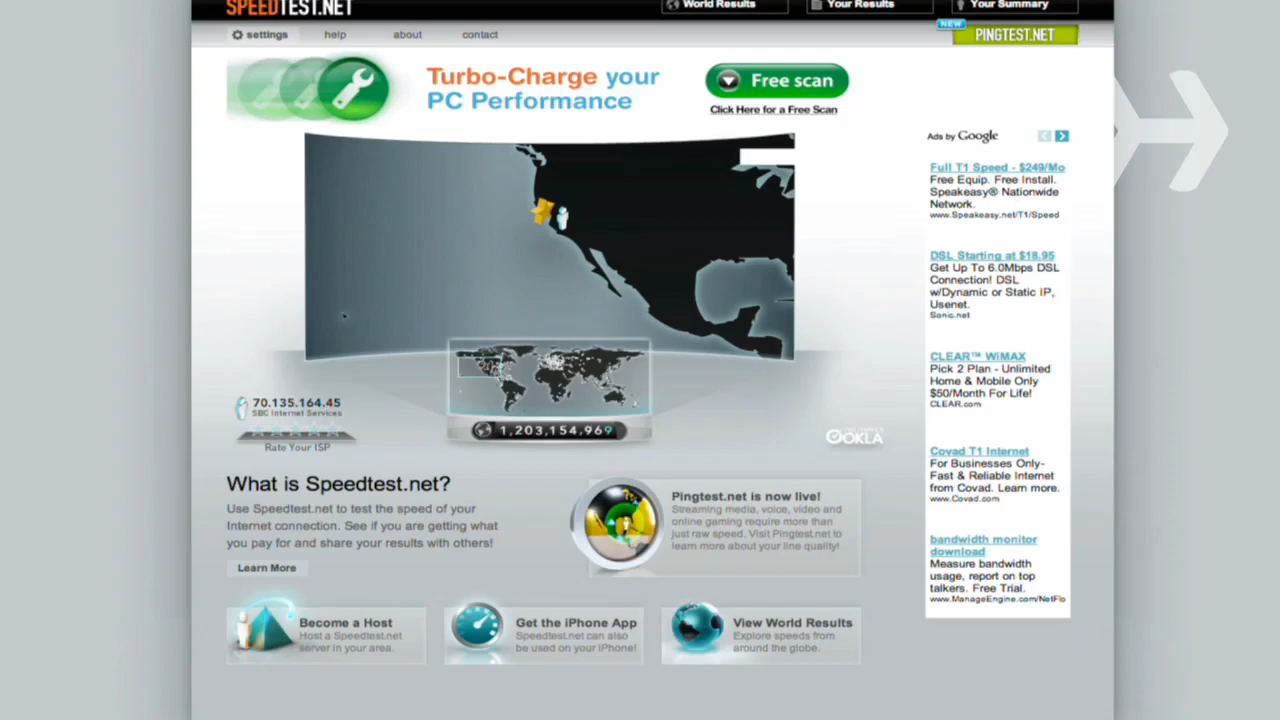 SPEEDTEST.NET
World Results
Your Results
Your Summary
settings
help
about
contact
NEW
PINGTEST.NET
Turbo-Charge your
PC Performance
Free scan
Click Here for a Free Scan
Ads by Google
Full T1 Speed - $249/Mo
Free Equip. Free Install.
Speakeasy® Nationwide
Network.
www.Speakeasy.net/T1/Speed
DSL Starting at $18.95
Get Up To 6.0Mbps DSL
Connection! DSL
w/Dynamic or Static IP,
Usenet.
Sonic.net
CLEAR™ WiMAX
Pick 2 Plan - Unlimited
Home & Mobile Only
$50/Month For Life!
CLEAR.com
Covad T1 Internet
For Businesses Only-
Fast & Reliable Internet
from Covad. Learn more.
www.Covad.com
bandwidth monitor
download
Measure bandwidth
usage, report on top
talkers. Free Trial.
www.ManageEngine.com/NetFlo
70.135.164.45
SBC Internet Services
Rate Your ISP
1,203,154,969
OOKLA
What is Speedtest.net?
Use Speedtest.net to test the speed of your
Internet connection. See if you are getting what
you pay for and share your results with others!
Learn More
Pingtest.net is now live!
Streaming media, voice, video and
online gaming require more than
just raw speed. Visit Pingtest.net to
learn more about your line quality!
Become a Host
Host a Speedtest.net
server in your area.
Get the iPhone App
Speedtest.net can also
be used on your iPhone!
View World Results
Explore speeds from
around the globe.